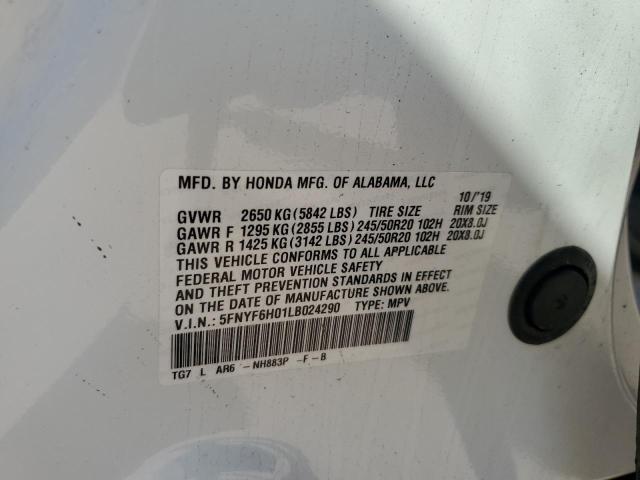 MFD. BY HONDA MFG. OF ALABAMA, LLC 10/'19
GVWR 2650 KG (5842 LBS) TIRE SIZE RIM SIZE
GAWR F 1295 KG (2855 LBS) 245/50R20 102H 20X8.0J
GAWR R 1425 KG (3142 LBS) 245/50R20 102H 20X8.0J
THIS VEHICLE CONFORMS TO ALL APPLICABLE
FEDERAL MOTOR VEHICLE SAFETY
AND THEFT PREVENTION STANDARDS IN EFFECT
ON THE DATE OF MANUFACTURE SHOWN ABOVE.
V.I.N.: 5FNYF6H01LB024290 TYPE: MPV
TG7 L AR6 -NH883P -F-B